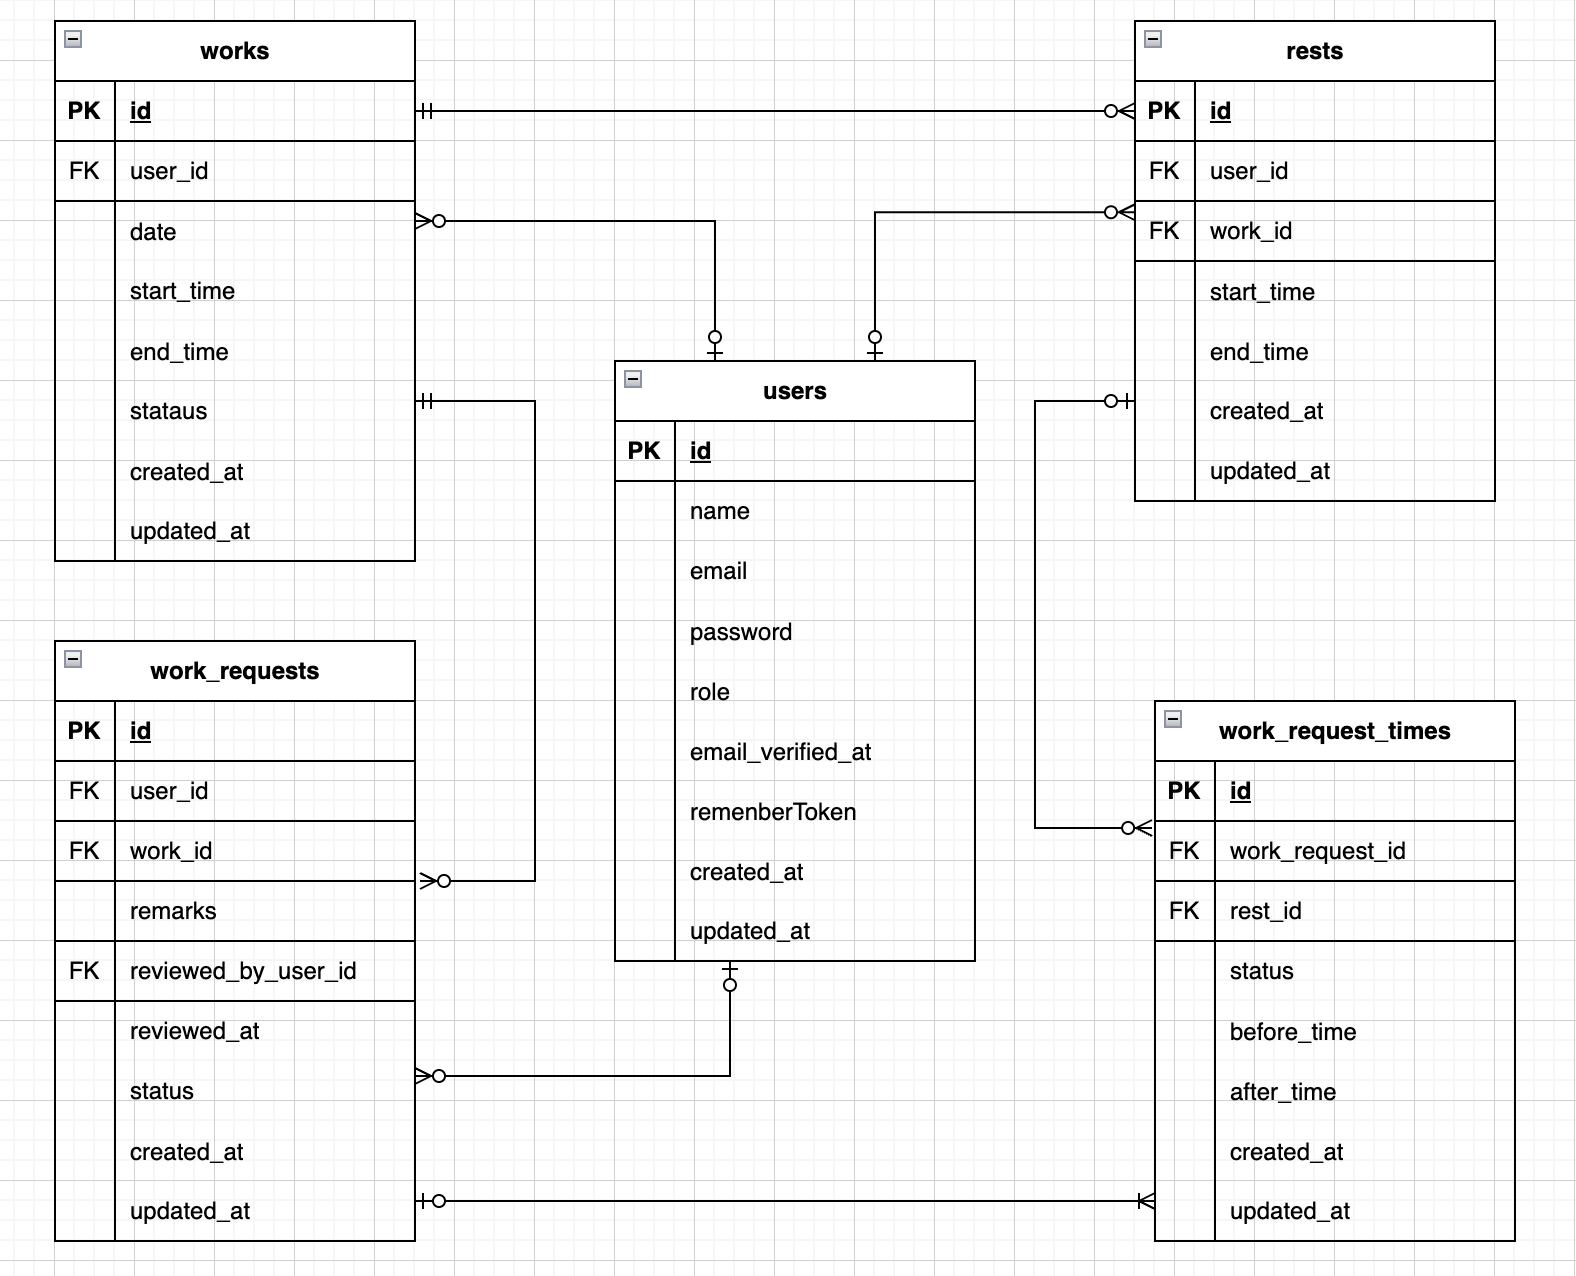 works
PK id
FK user_id
date
start_time
end_time
stataus
created_at
updated_at
rests
PK id
FK user_id
FK work_id
start_time
end_time
created_at
updated_at
users
PK id
name
email
password
role
email_verified_at
remenberToken
created_at
updated_at
work_requests
PK id
FK user_id
FK work_id
remarks
FK reviewed_by_user_id
reviewed_at
status
created_at
updated_at
work_request_times
PK id
FK work_request_id
FK rest_id
status
before_time
after_time
created_at
updated_at